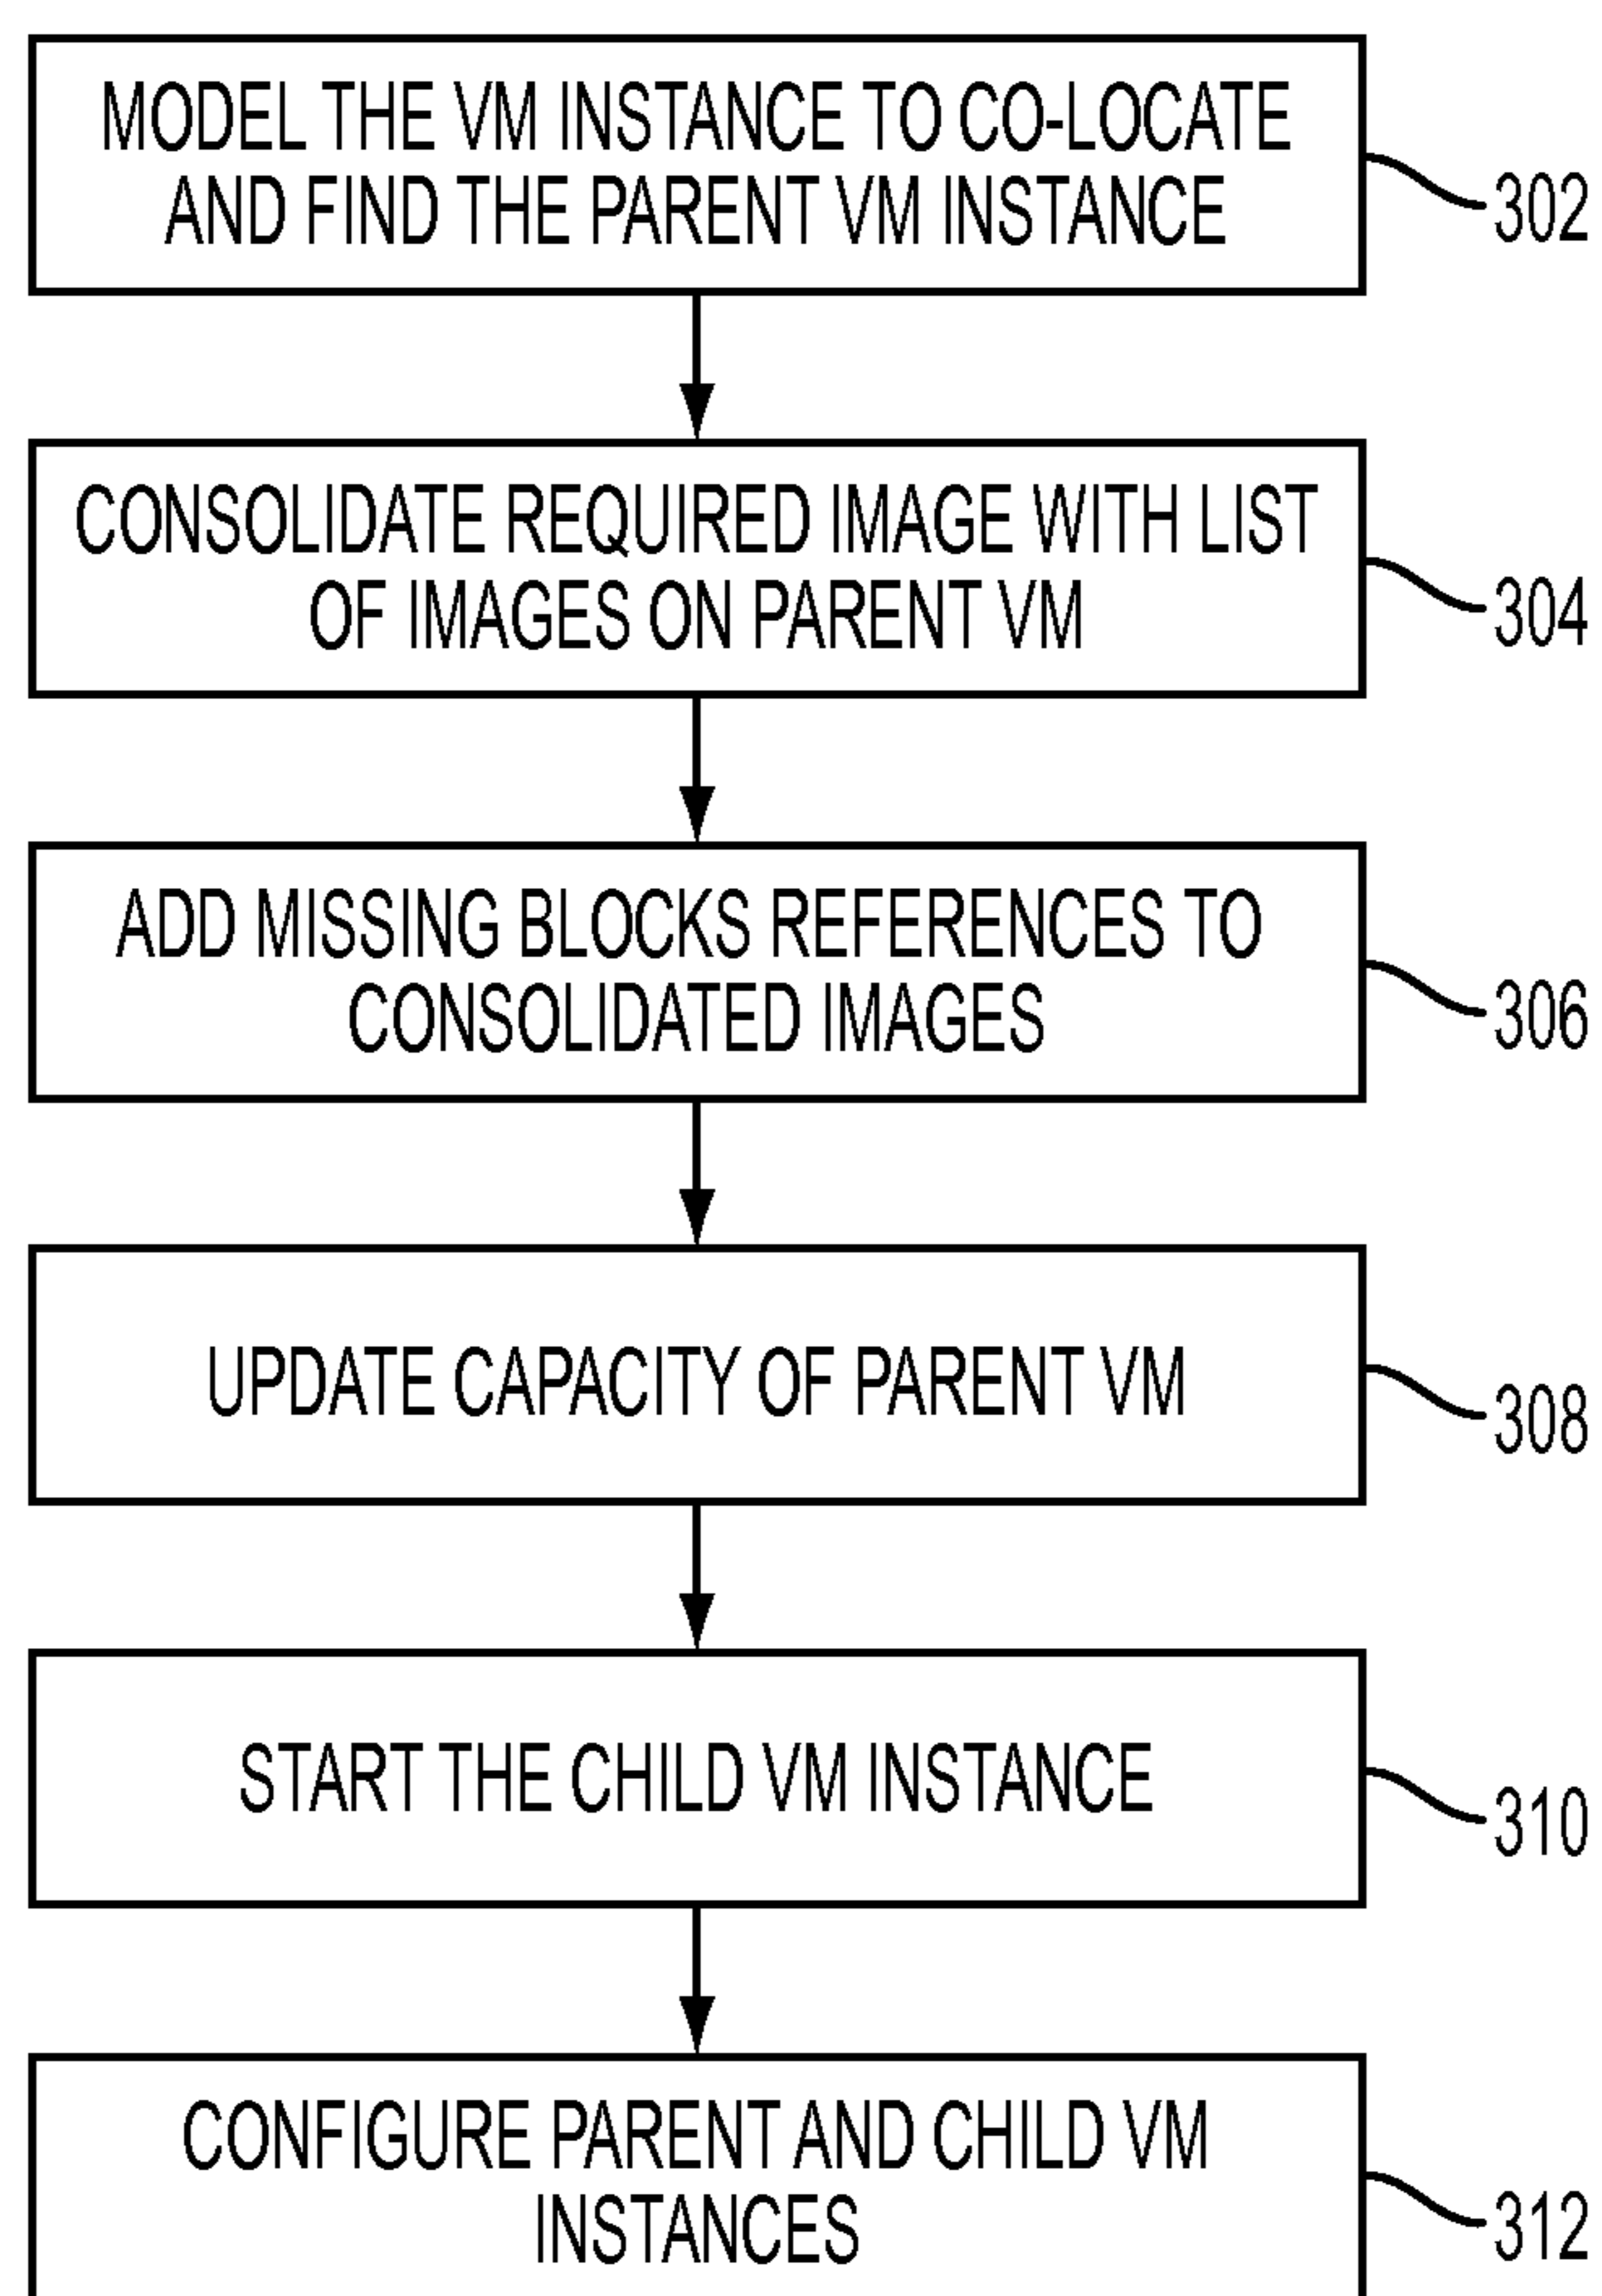 MODEL THE VM INSTANCE TO CO-LOCATE
AND FIND THE PARENT VM INSTANCE
302
CONSOLIDATE REQUIRED IMAGE WITH LIST
OF IMAGES ON PARENT VM
304
ADD MISSING BLOCKS REFERENCES TO
CONSOLIDATED IMAGES
306
UPDATE CAPACITY OF PARENT VM
308
START THE CHILD VM INSTANCE
310
CONFIGURE PARENT AND CHILD VM
INSTANCES
312